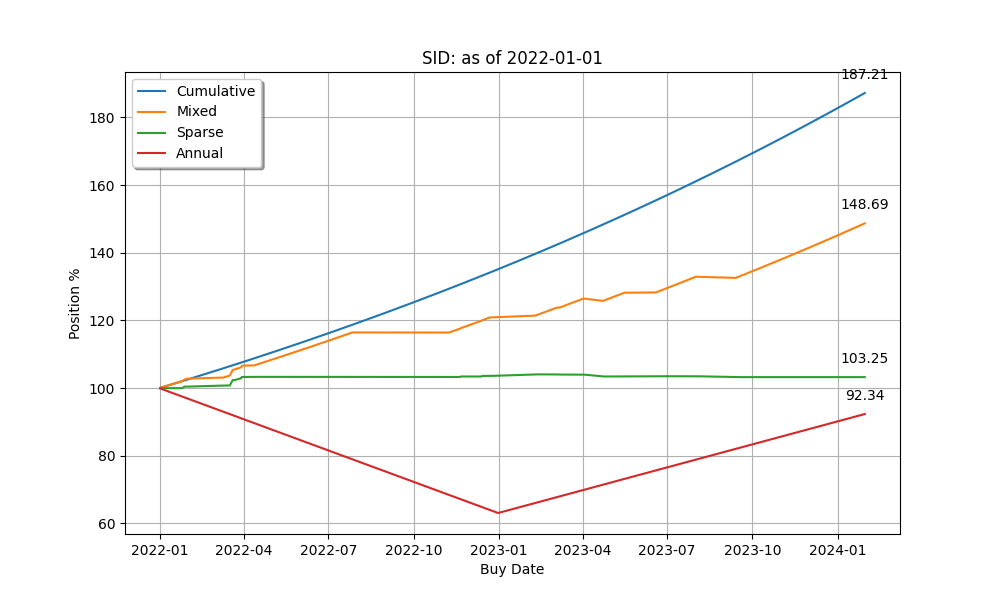 SID: as of 2022-01-01
187.21
Cumulative
Mixed
Sparse
Annual
180
160
148.69
140
Position %
120
103.25
100
92.34
80
60
2022-01 2022-04 2022-07 2022-10 2023-01 2023-04 2023-07 2023-10 2024-01
Buy Date